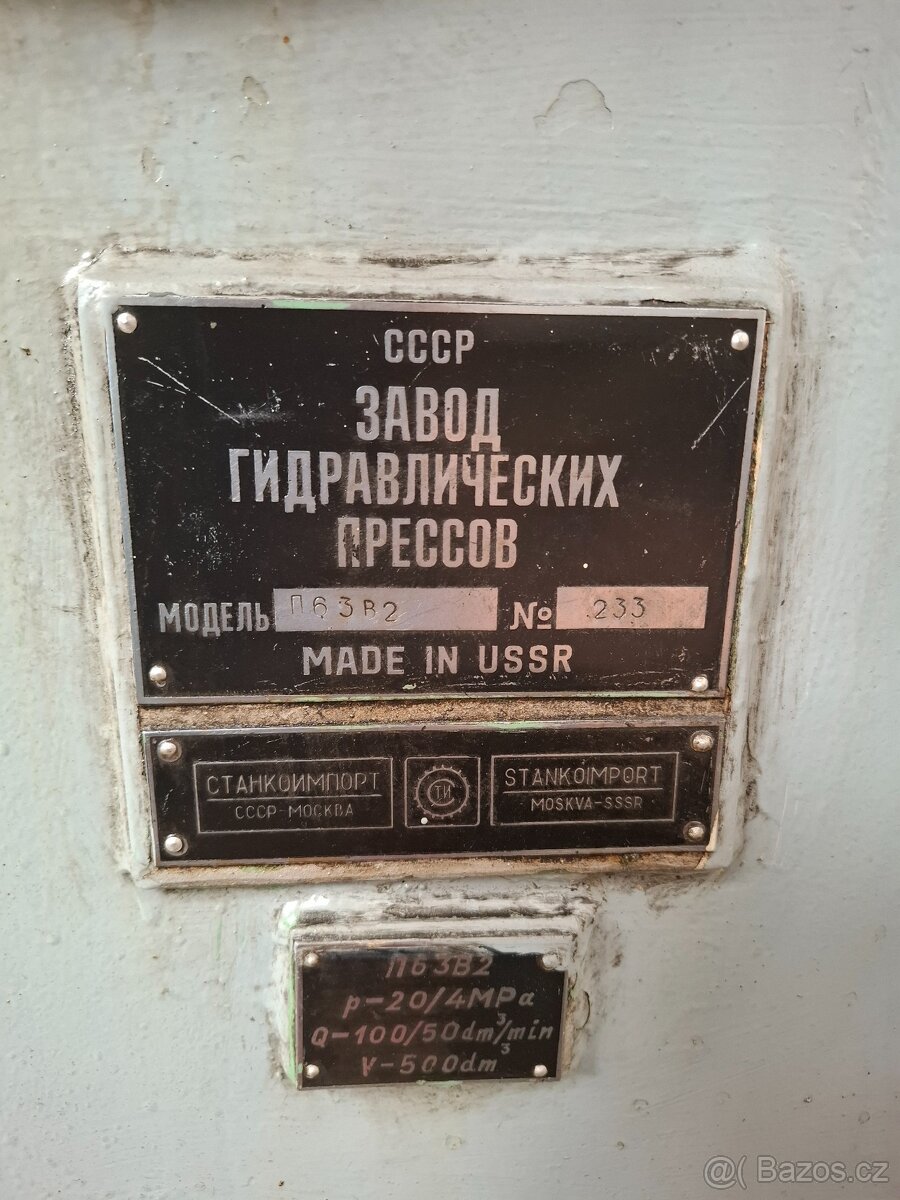 СССР
ЗАВОД
ГИДРАВЛИЧЕСКИХ
ПРЕССОВ
МОДЕЛЬ П63В2 № 233
MADE IN USSR
СТАНКОИМПОРТ
СССР-МОСКВА
СТИ
STANKOIMPORT
MOSKVA-SSSR
П63В2
p-20/4MPa
Q-100/50dm³/min
V-500dm³
@( Bazos.cz